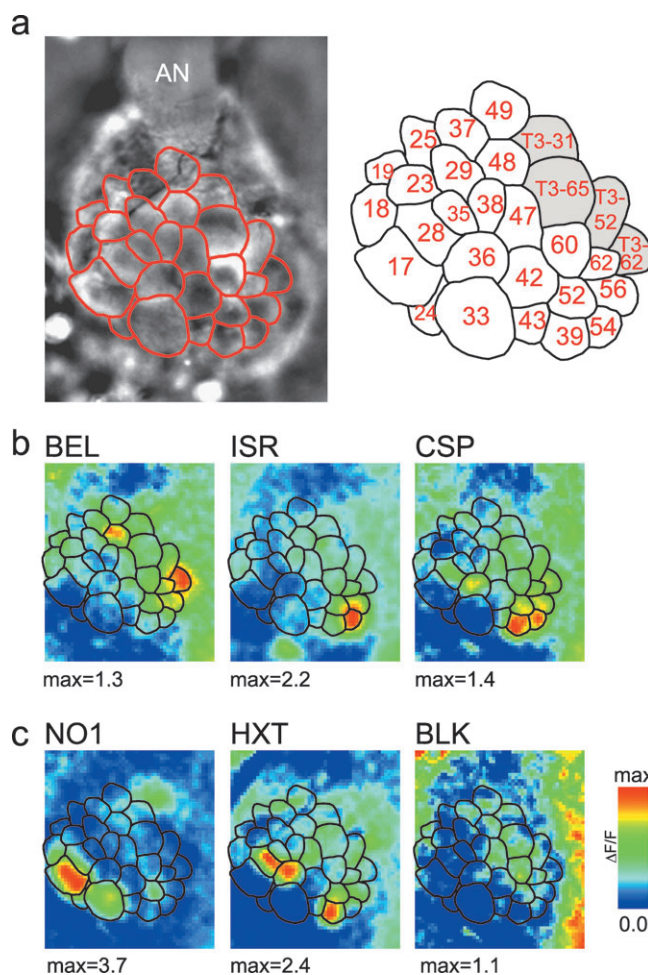 a
AN
49
37
T3-31
25
48
29
19
T3-65
23
38
T3-
52
18
35
47
28
60
T3-
62
36
17
62
42
56
52
24
33
43
54
39
b
BEL
ISR
CSP
max=1.3
max=2.2
max=1.4
c
NO1
HXT
BLK
max
ΔF/F
0.0
max=3.7
max=2.4
max=1.1